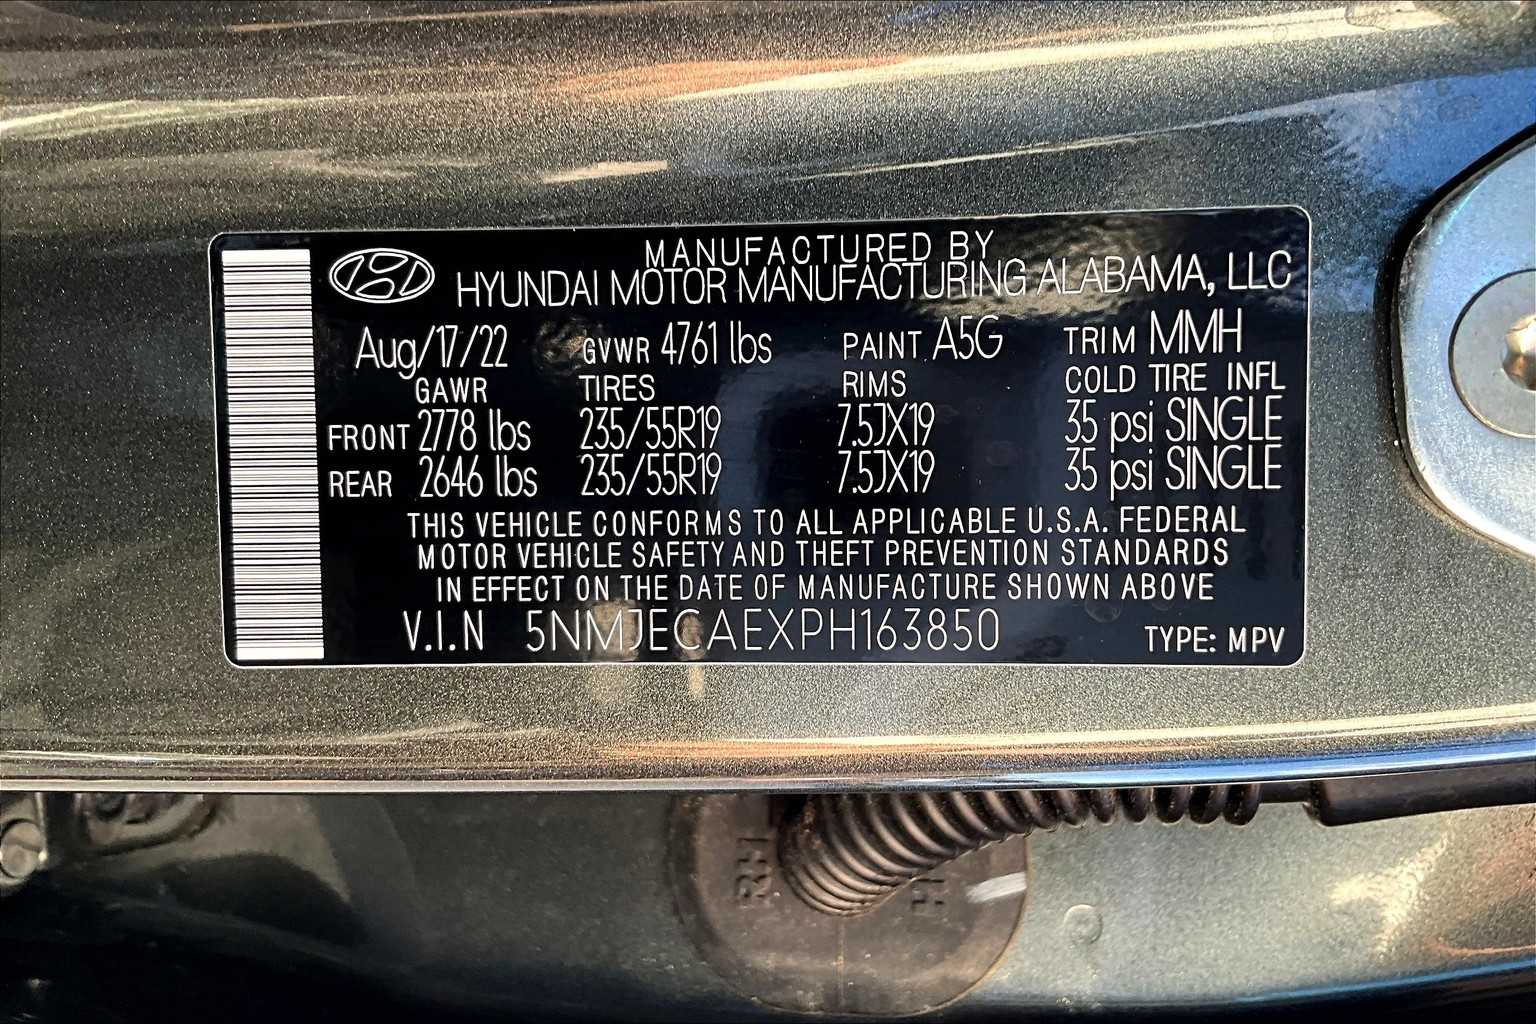 MANUFACTURED BY
HYUNDAI MOTOR MANUFACTURING ALABAMA, LLC
Aug/17/22 GVWR 4761 lbs PAINT A5G TRIM MMH
GAWR TIRES RIMS COLD TIRE INFL
FRONT 2778 lbs 235/55R19 7.5JX19 35 psi SINGLE
REAR 2646 lbs 235/55R19 7.5JX19 35 psi SINGLE
THIS VEHICLE CONFORMS TO ALL APPLICABLE U.S.A. FEDERAL
MOTOR VEHICLE SAFETY AND THEFT PREVENTION STANDARDS
IN EFFECT ON THE DATE OF MANUFACTURE SHOWN ABOVE
V.I.N 5NMJECAEXPH163850 TYPE: MPV
RH